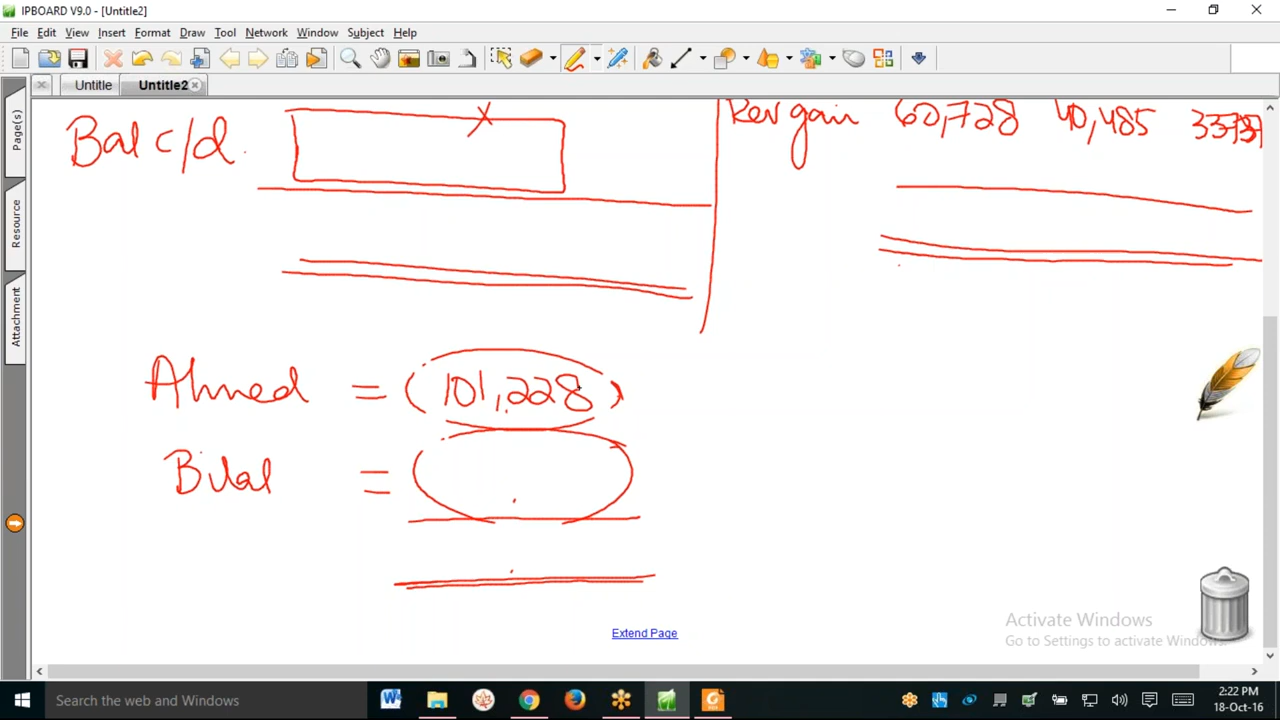 IPBOARD V9.0 - [Untitle2]
File Edit View Insert Format Draw Tool Network Window Subject Help
Untitle Untitle2
Page(s)
Resource
Attachment
Rev gain 60,728 40,485
Bal c/d.
Ahmed = (101,228)
Bilal = ( )
Extend Page
Activate Windows
Go to Settings to activate Windows.
Search the web and Windows
2:22 PM
18-Oct-16